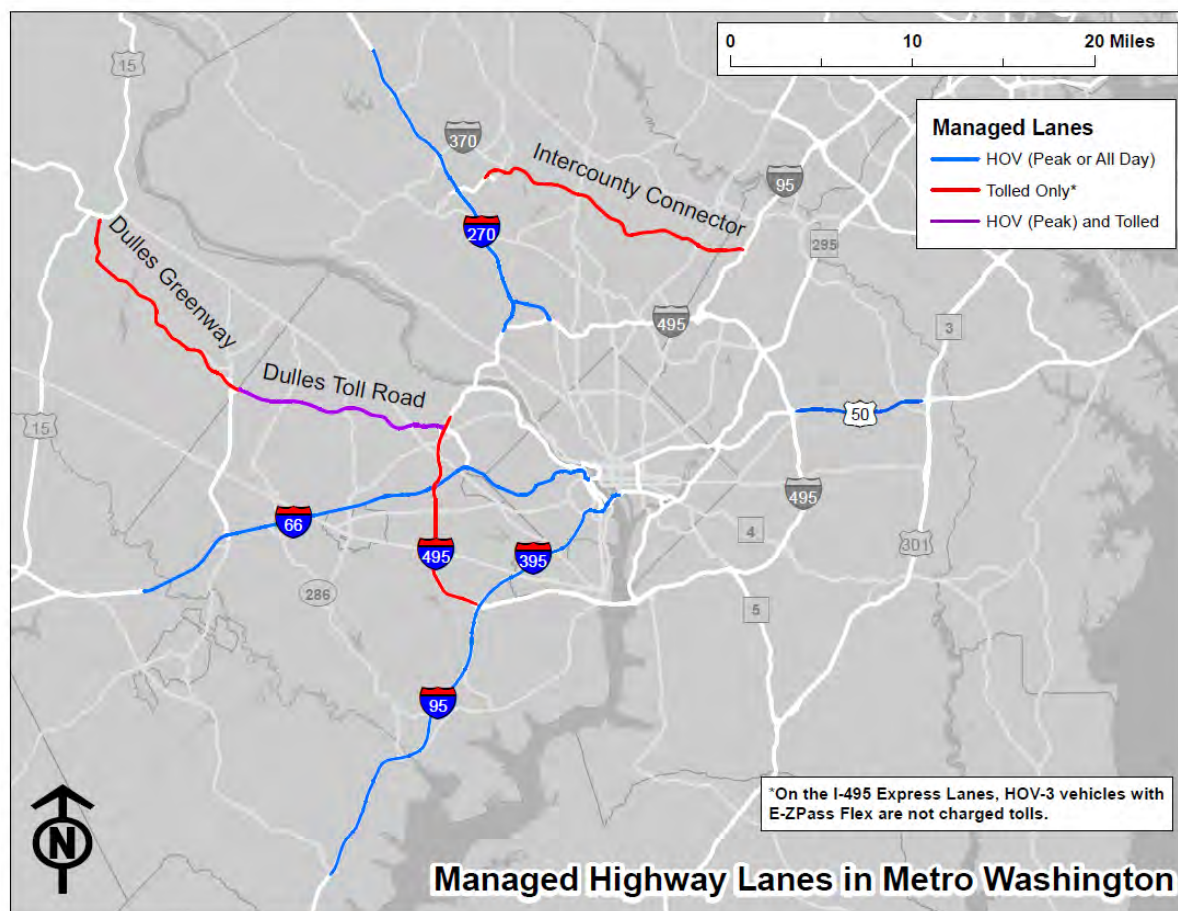 0 10 20 Miles
15
Managed Lanes
HOV (Peak or All Day)
Tolled Only*
HOV (Peak) and Tolled
370
Intercounty Connector
95
270
295
Dulles Greenway
495
3
Dulles Toll Road
50
15
495
66
4
301
495
395
286
5
95
*On the I-495 Express Lanes, HOV-3 vehicles with
E-ZPass Flex are not charged tolls.
N
Managed Highway Lanes in Metro Washington